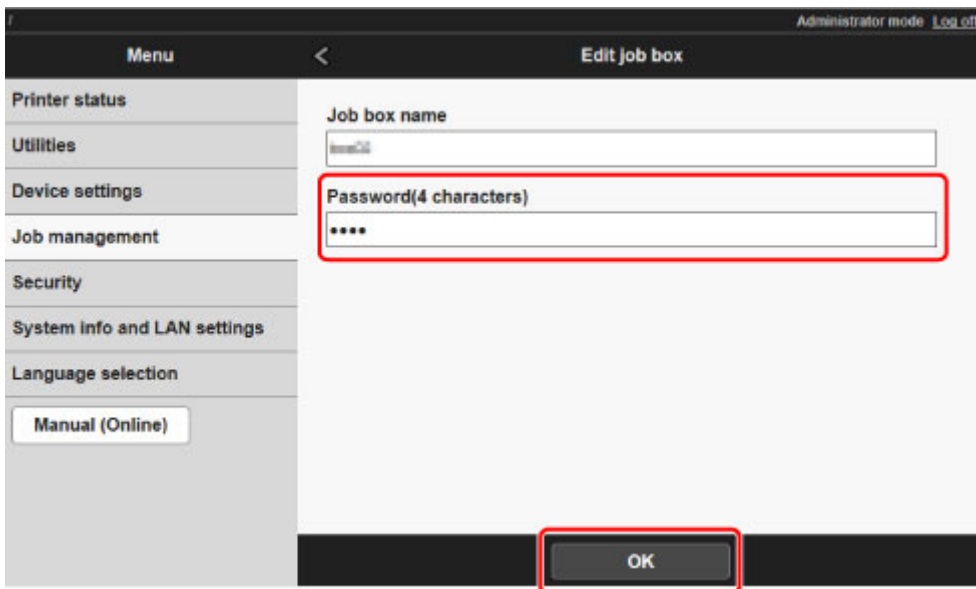 /
Administrator mode Log off
Menu
< Edit job box
Printer status
Utilities
Device settings
Job management
Security
System info and LAN settings
Language selection
Manual (Online)
Job box name
Password(4 characters)
••••
OK